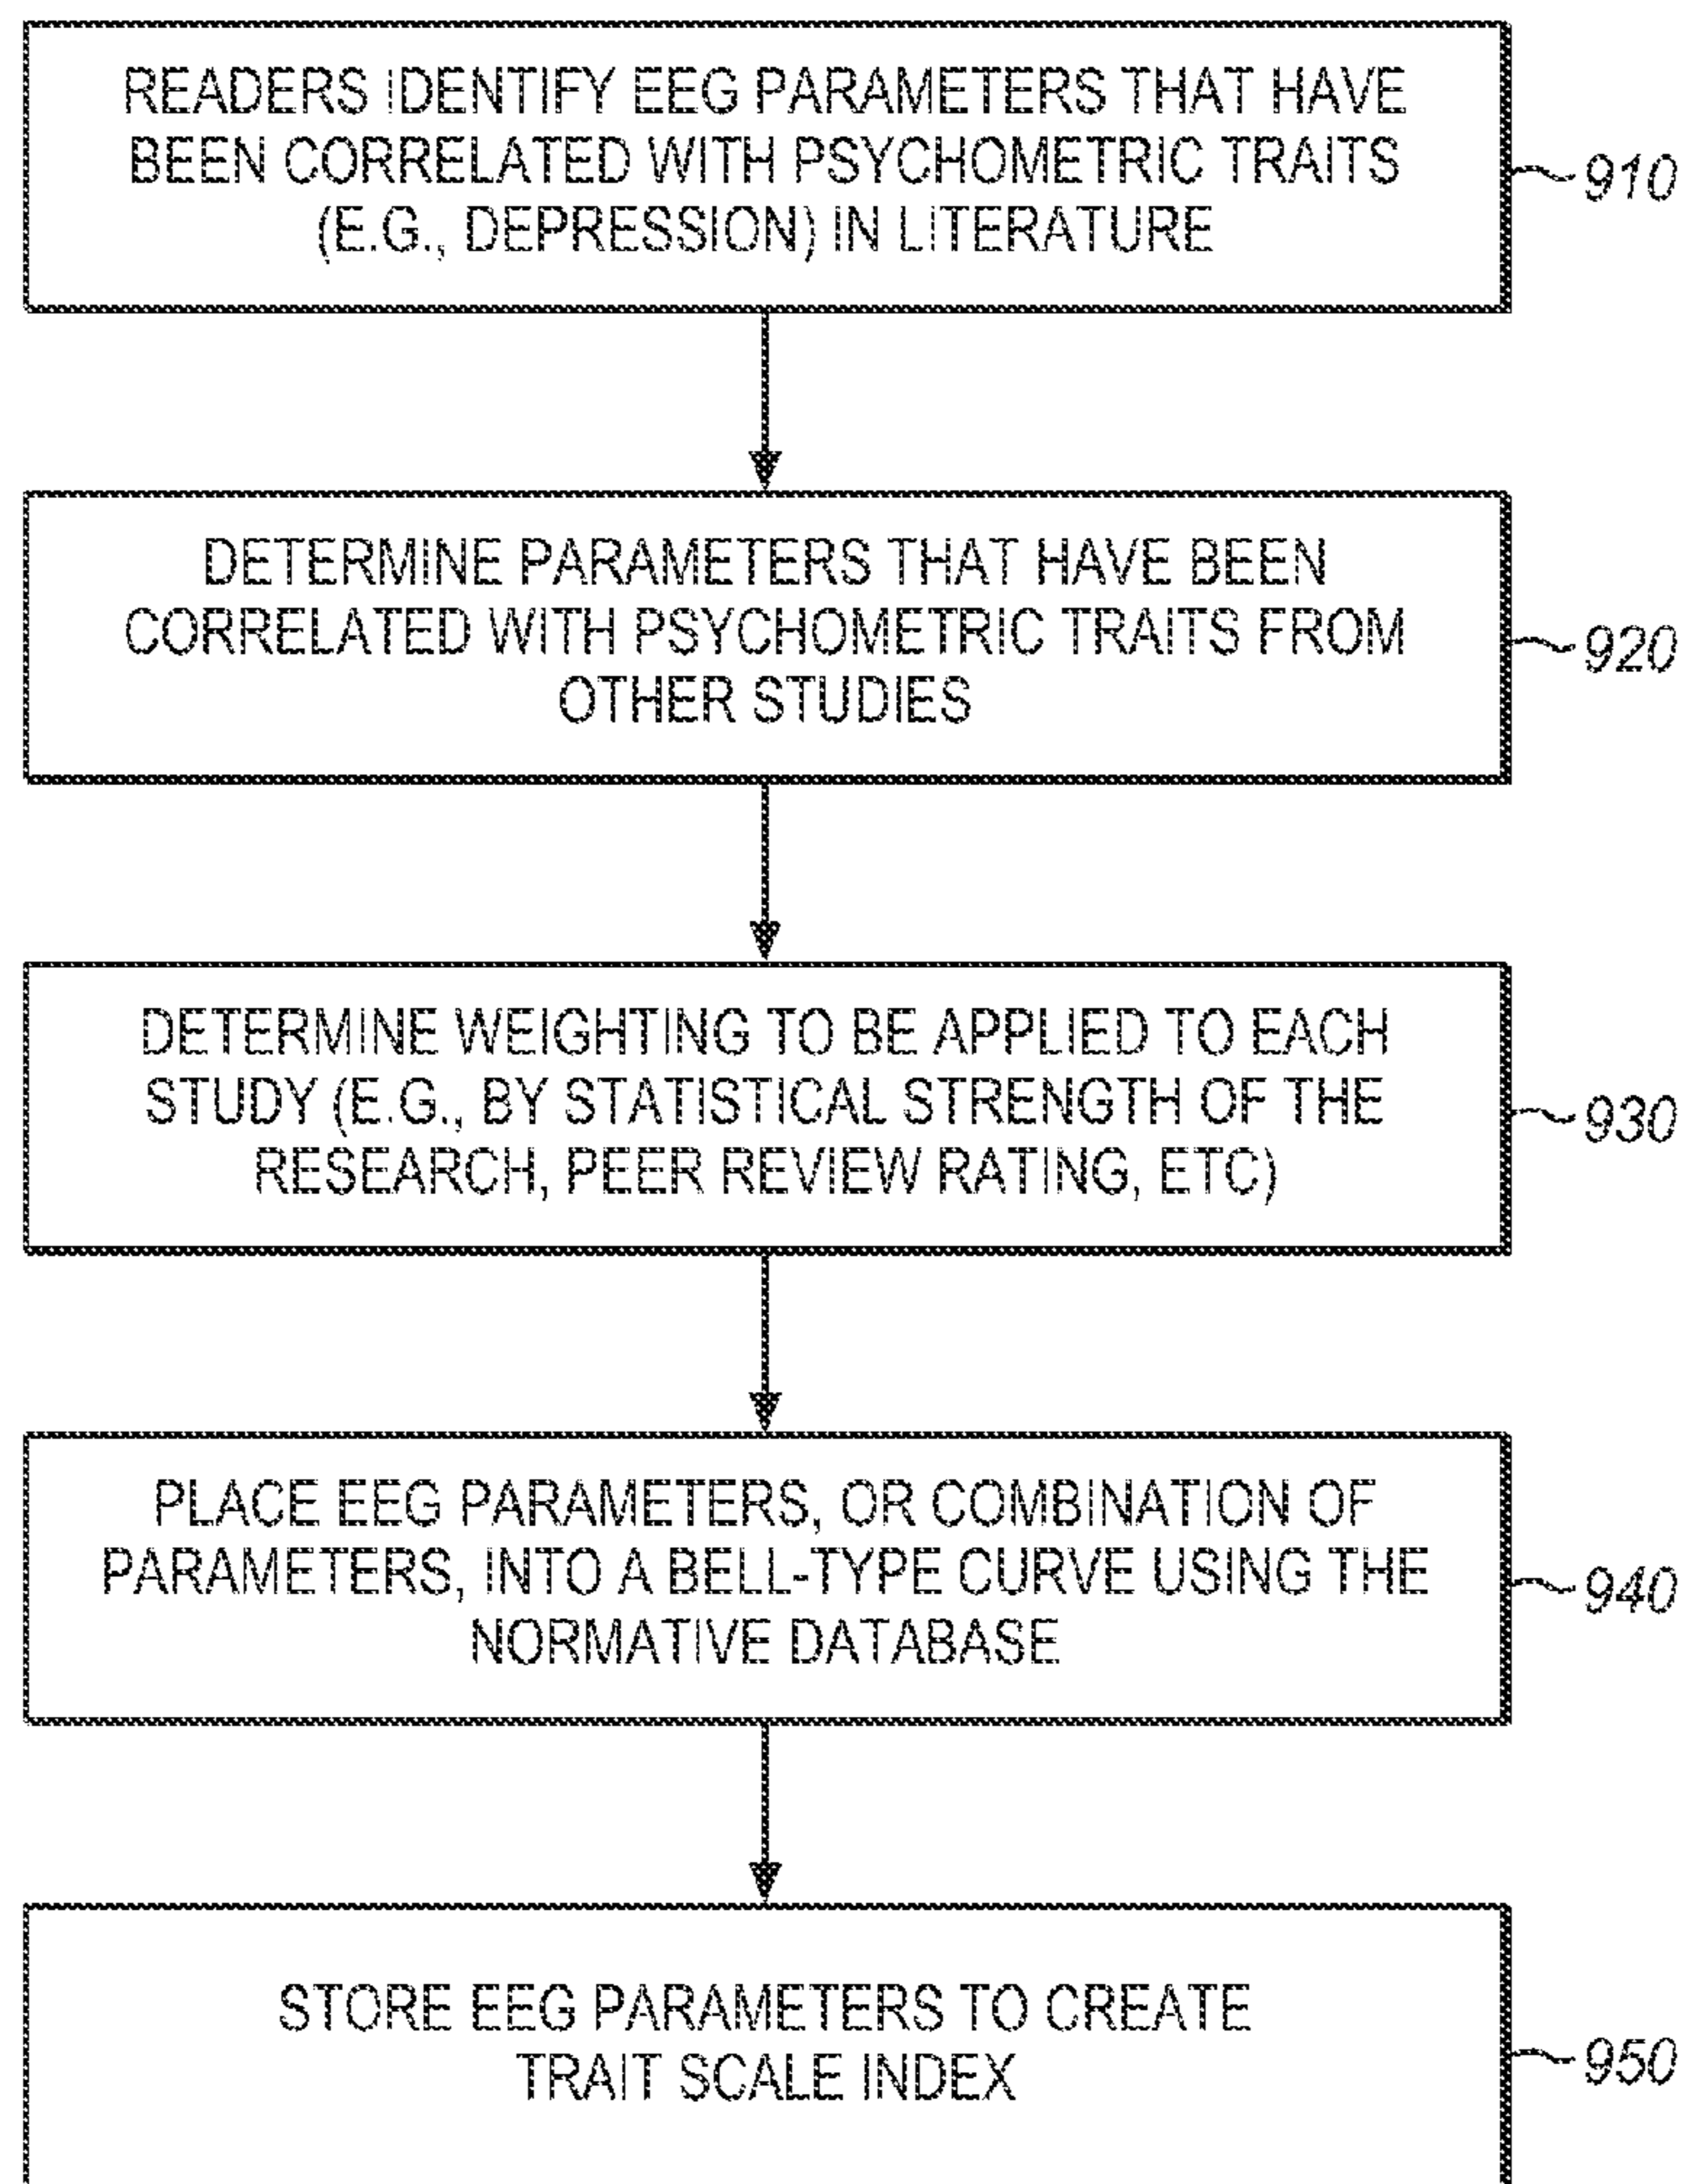 READERS IDENTIFY EEG PARAMETERS THAT HAVE
BEEN CORRELATED WITH PSYCHOMETRIC TRAITS
(E.G., DEPRESSION) IN LITERATURE
910
DETERMINE PARAMETERS THAT HAVE BEEN
CORRELATED WITH PSYCHOMETRIC TRAITS FROM
OTHER STUDIES
920
DETERMINE WEIGHTING TO BE APPLIED TO EACH
STUDY (E.G., BY STATISTICAL STRENGTH OF THE
RESEARCH, PEER REVIEW RATING, ETC)
930
PLACE EEG PARAMETERS, OR COMBINATION OF
PARAMETERS, INTO A BELL-TYPE CURVE USING THE
NORMATIVE DATABASE
940
STORE EEG PARAMETERS TO CREATE
TRAIT SCALE INDEX
950